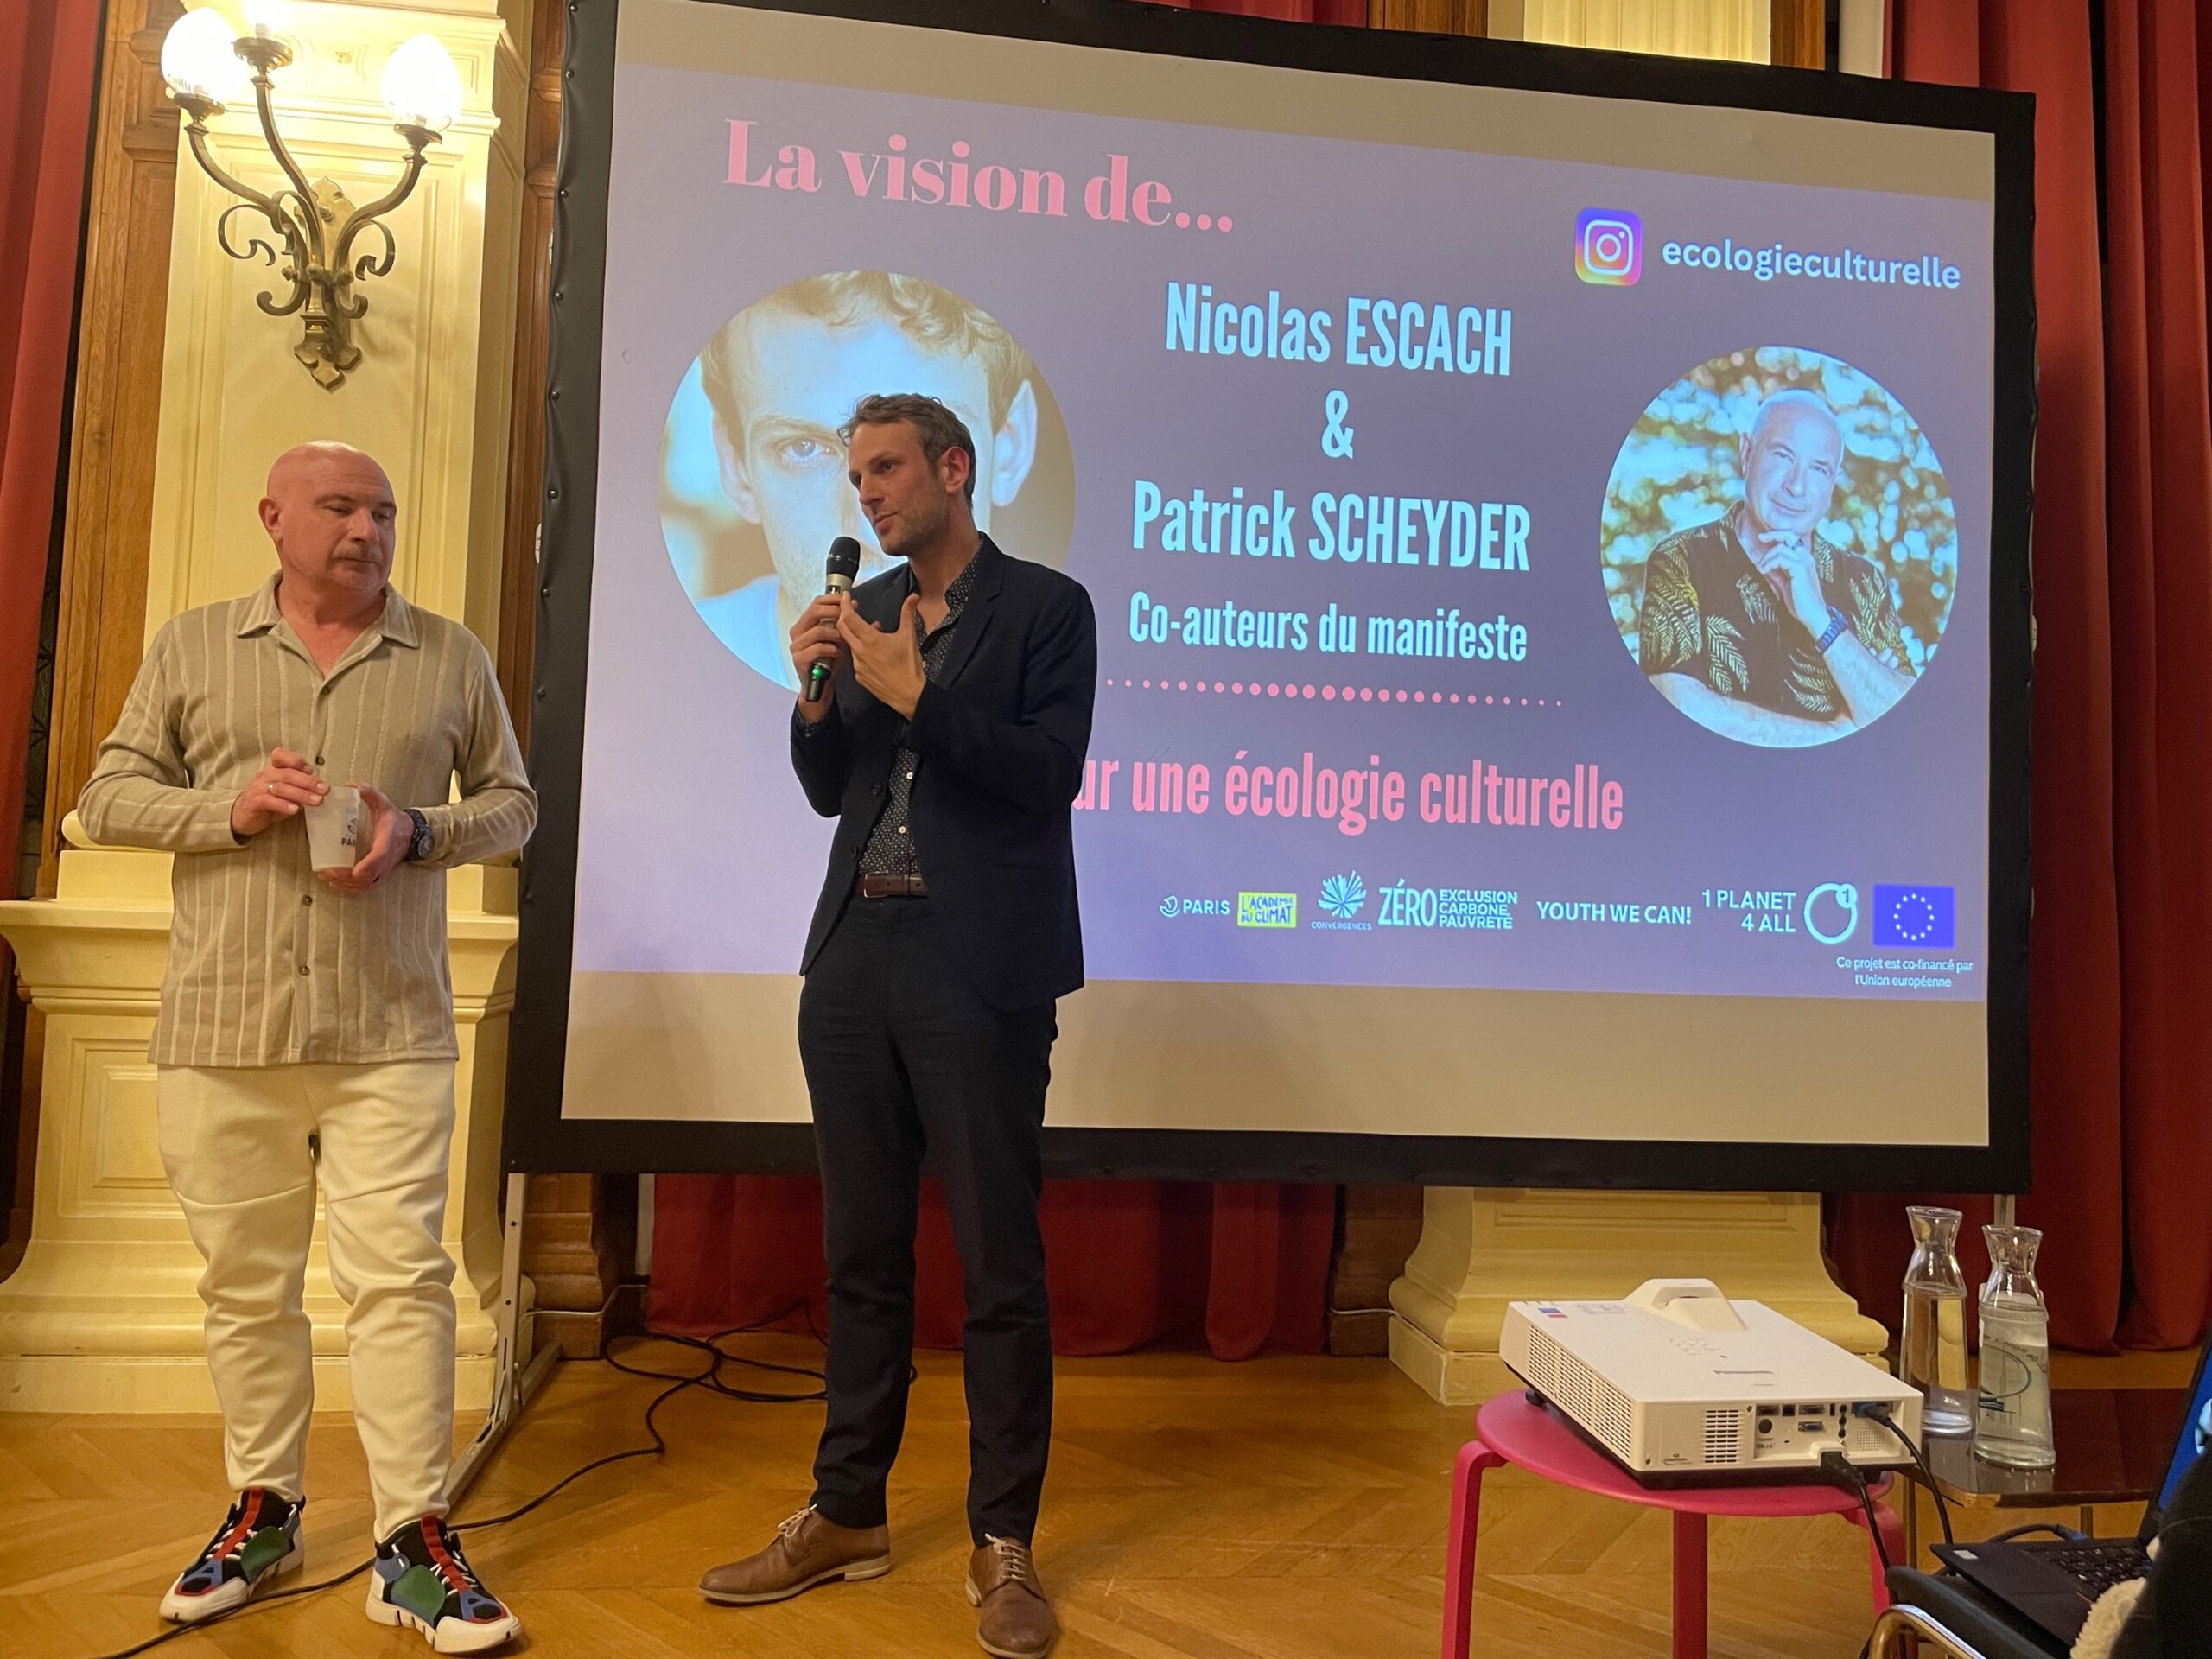 La vision de...
ecologieculturelle
Nicolas ESCACH
&
Patrick SCHEYDER
Co-auteurs du manifeste
une écologie culturelle
PARIS
L'ACADÉMIE
DU CLIMAT
CONVERGENCES
ZÉRO
EXCLUSION
CARBONE
PAUVRETÉ
YOUTH WE CAN!
1 PLANET
4 ALL
1
Ce projet est co-financé par
l'Union européenne
Panasonic